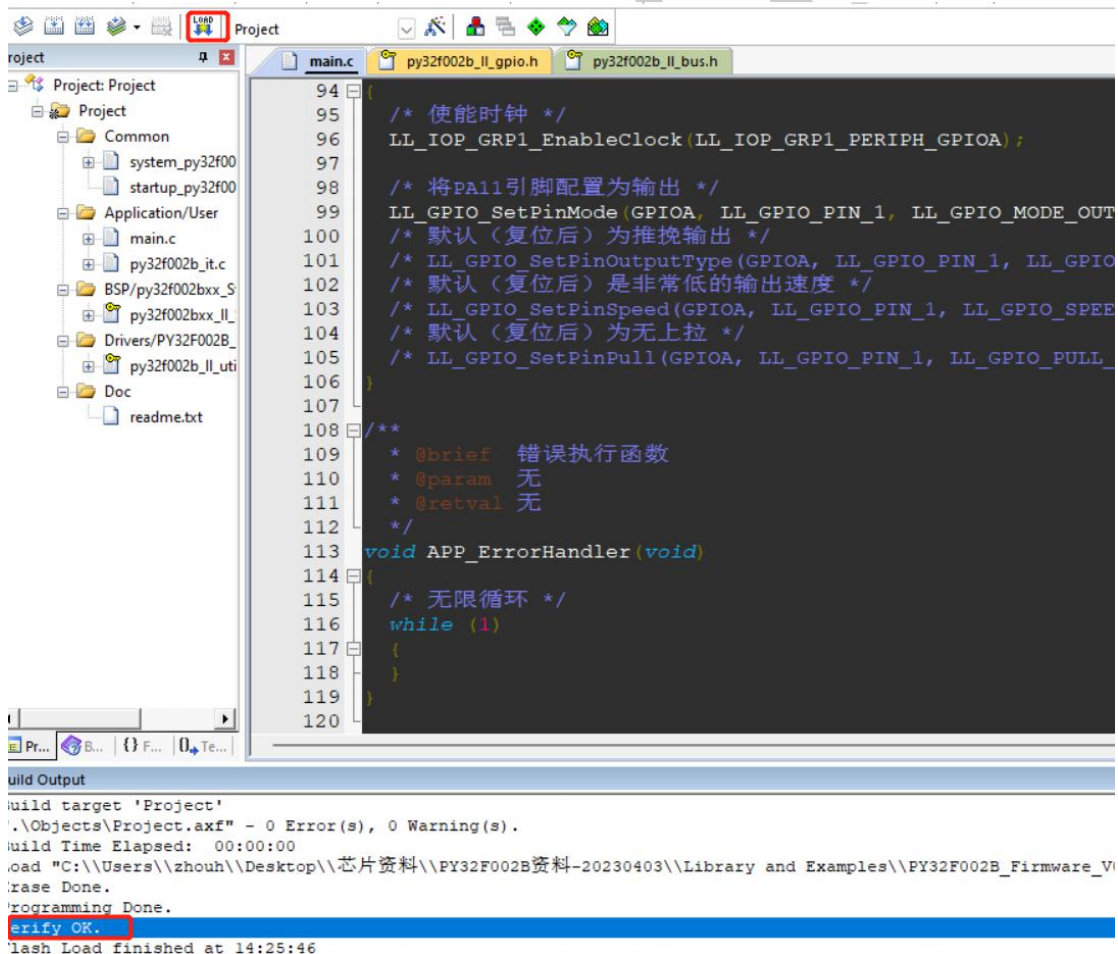 LOAD
Project
roject
main.c
py32f002b_ll_gpio.h
py32f002b_ll_bus.h
Project: Project
Project
Common
system_py32f00
startup_py32f00
Application/User
main.c
py32f002b_it.c
BSP/py32f002bxx_S
py32f002bxx_ll_
Drivers/PY32F002B_
py32f002b_ll_uti
Doc
readme.txt
94 {
95 /* 使能时钟 */
96 LL_IOP_GRP1_EnableClock(LL_IOP_GRP1_PERIPH_GPIOA);
97
98 /* 将PA11引脚配置为输出 */
99 LL_GPIO_SetPinMode(GPIOA, LL_GPIO_PIN_1, LL_GPIO_MODE_OUT
100 /* 默认（复位后）为推挽输出 */
101 /* LL_GPIO_SetPinOutputType(GPIOA, LL_GPIO_PIN_1, LL_GPIO
102 /* 默认（复位后）是非常低的输出速度 */
103 /* LL_GPIO_SetPinSpeed(GPIOA, LL_GPIO_PIN_1, LL_GPIO_SPEE
104 /* 默认（复位后）为无上拉 */
105 /* LL_GPIO_SetPinPull(GPIOA, LL_GPIO_PIN_1, LL_GPIO_PULL_
106 }
107
108 /**
109 * @brief 错误执行函数
110 * @param 无
111 * @retval 无
112 */
113 void APP_ErrorHandler(void)
114 {
115 /* 无限循环 */
116 while (1)
117 {
118 }
119 }
120
Pr... B... {} F... 0 Te...
uild Output
uild target 'Project'
".\Objects\Project.axf" - 0 Error(s), 0 Warning(s).
uild Time Elapsed: 00:00:00
oad "C:\\Users\\zhouh\\Desktop\\芯片资料\\PY32F002B资料-20230403\\Library and Examples\\PY32F002B_Firmware_V
rase Done.
rogramming Done.
erify OK.
lash Load finished at 14:25:46